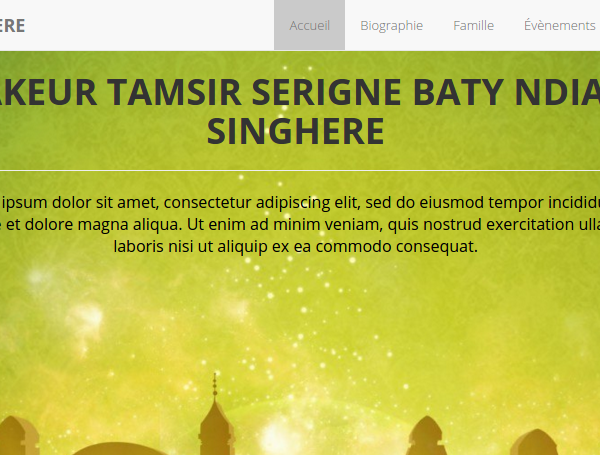 ERE Accueil Biographie Famille Évènements
AKEUR TAMSIR SERIGNE BATY NDIA
SINGHERE
ipsum dolor sit amet, consectetur adipiscing elit, sed do eiusmod tempor incididu
e et dolore magna aliqua. Ut enim ad minim veniam, quis nostrud exercitation ulla
laboris nisi ut aliquip ex ea commodo consequat.